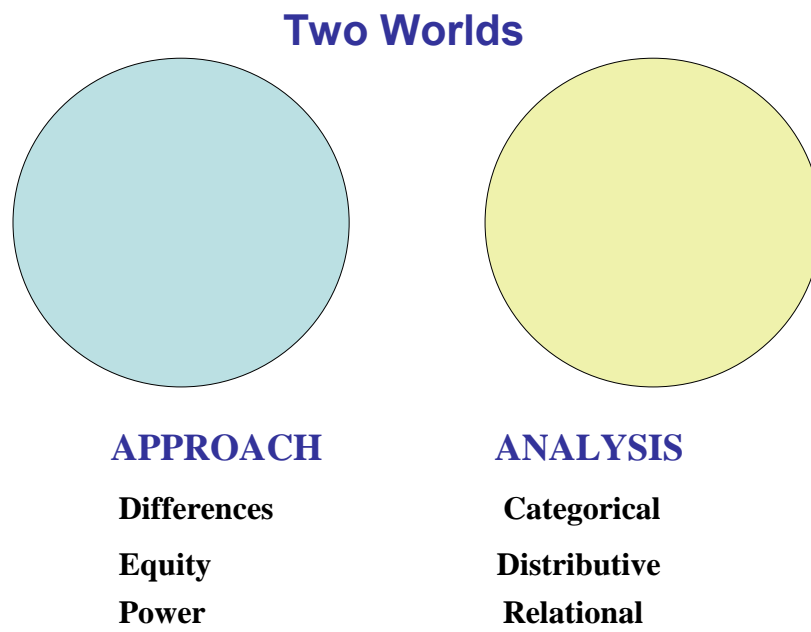 Two Worlds
APPROACH ANALYSIS
Differences Categorical
Equity Distributive
Power Relational